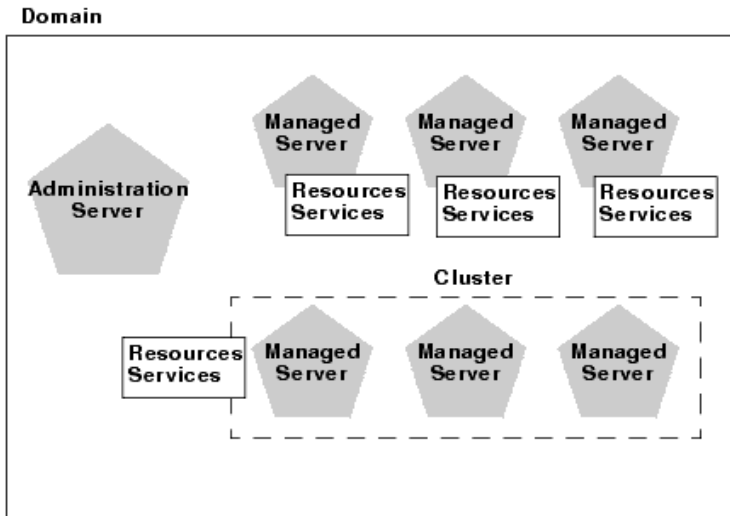 Domain
Administration
Server
Managed
Server
Resources
Services
Managed
Server
Resources
Services
Managed
Server
Resources
Services
Cluster
Resources
Services
Managed
Server
Managed
Server
Managed
Server